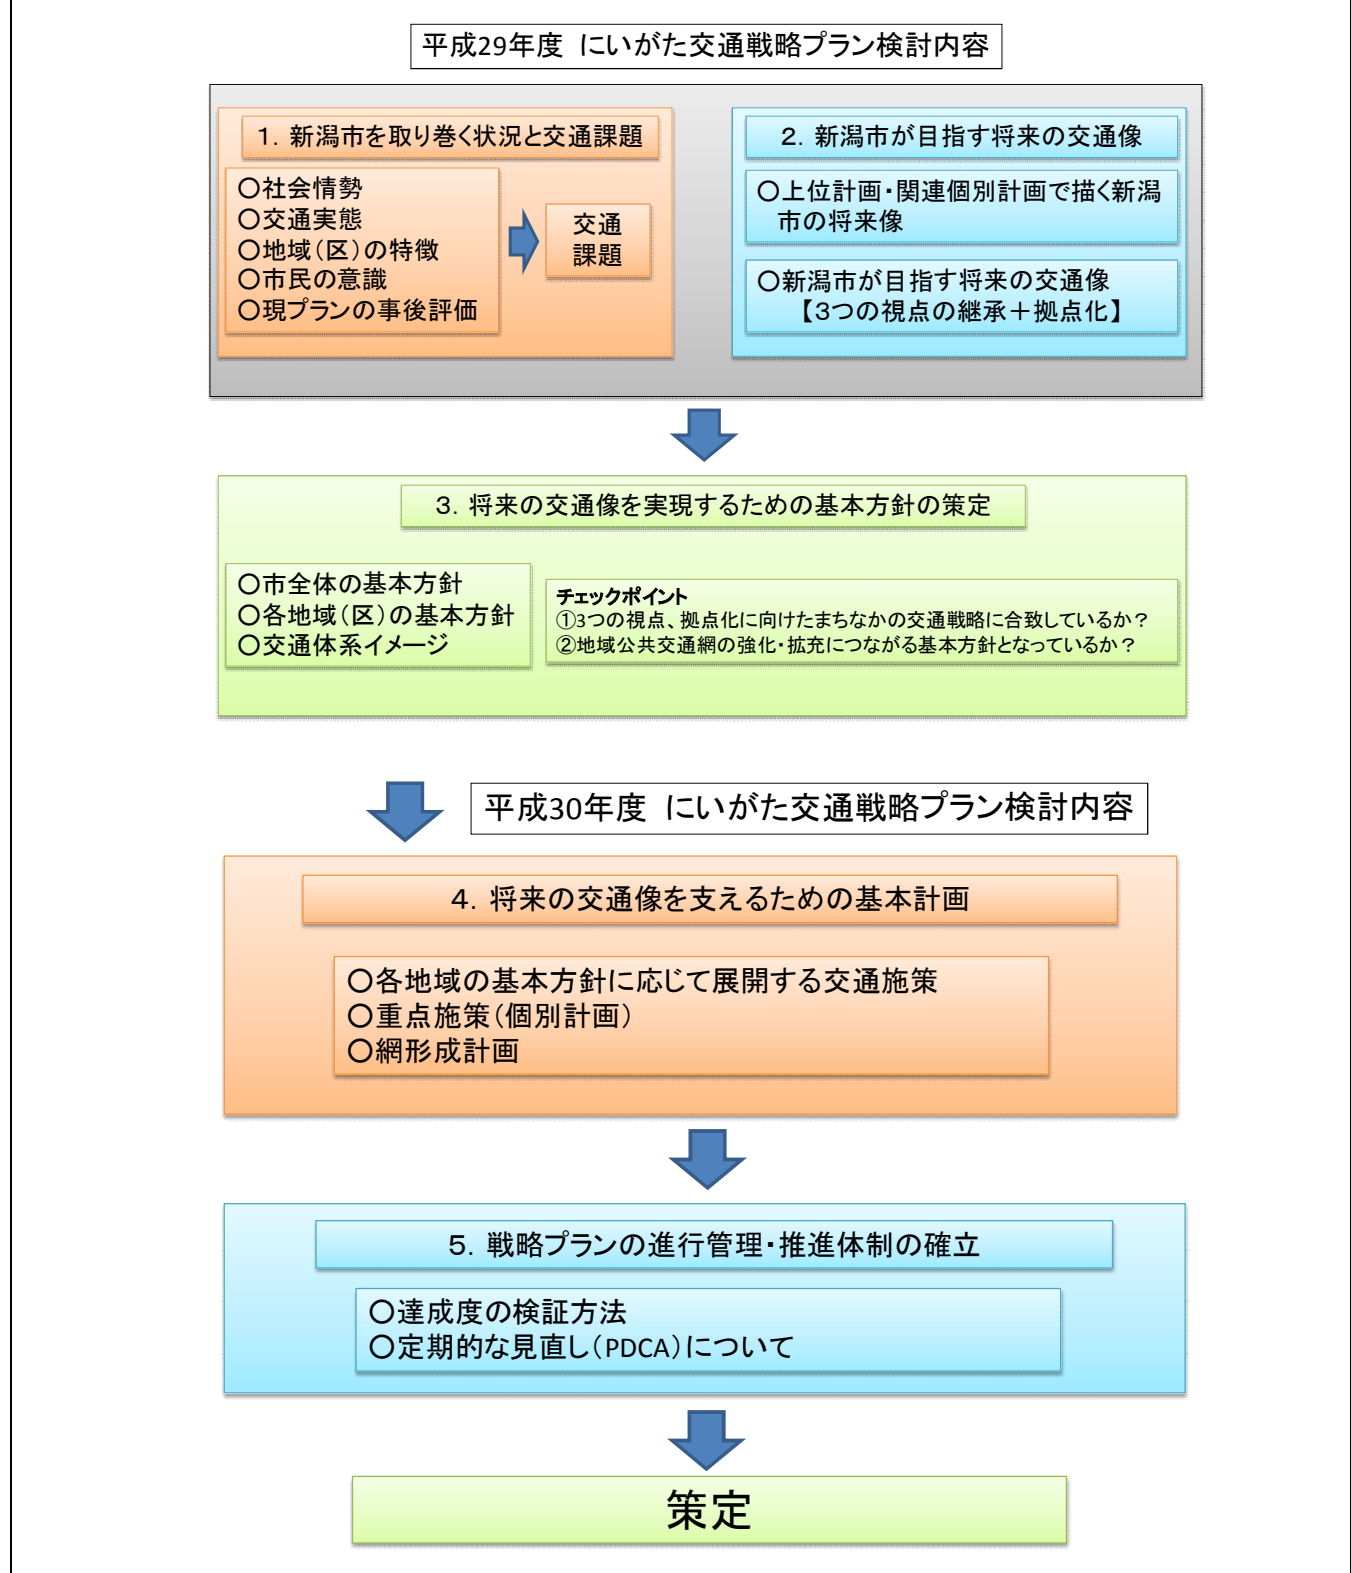 平成29年度 にいがた交通戦略プラン検討内容
1．新潟市を取り巻く状況と交通課題
○社会情勢
○交通実態
○地域（区）の特徴
○市民の意識
○現プランの事後評価
交通
課題
2．新潟市が目指す将来の交通像
○上位計画・関連個別計画で描く新潟
市の将来像
○新潟市が目指す将来の交通像
【3つの視点の継承＋拠点化】
3．将来の交通像を実現するための基本方針の策定
○市全体の基本方針
○各地域（区）の基本方針
○交通体系イメージ
チェックポイント
①3つの視点、拠点化に向けたまちなかの交通戦略に合致しているか？
②地域公共交通網の強化・拡充につながる基本方針となっているか？
平成30年度 にいがた交通戦略プラン検討内容
4．将来の交通像を支えるための基本計画
○各地域の基本方針に応じて展開する交通施策
○重点施策（個別計画）
○網形成計画
5．戦略プランの進行管理・推進体制の確立
○達成度の検証方法
○定期的な見直し（PDCA）について
策定